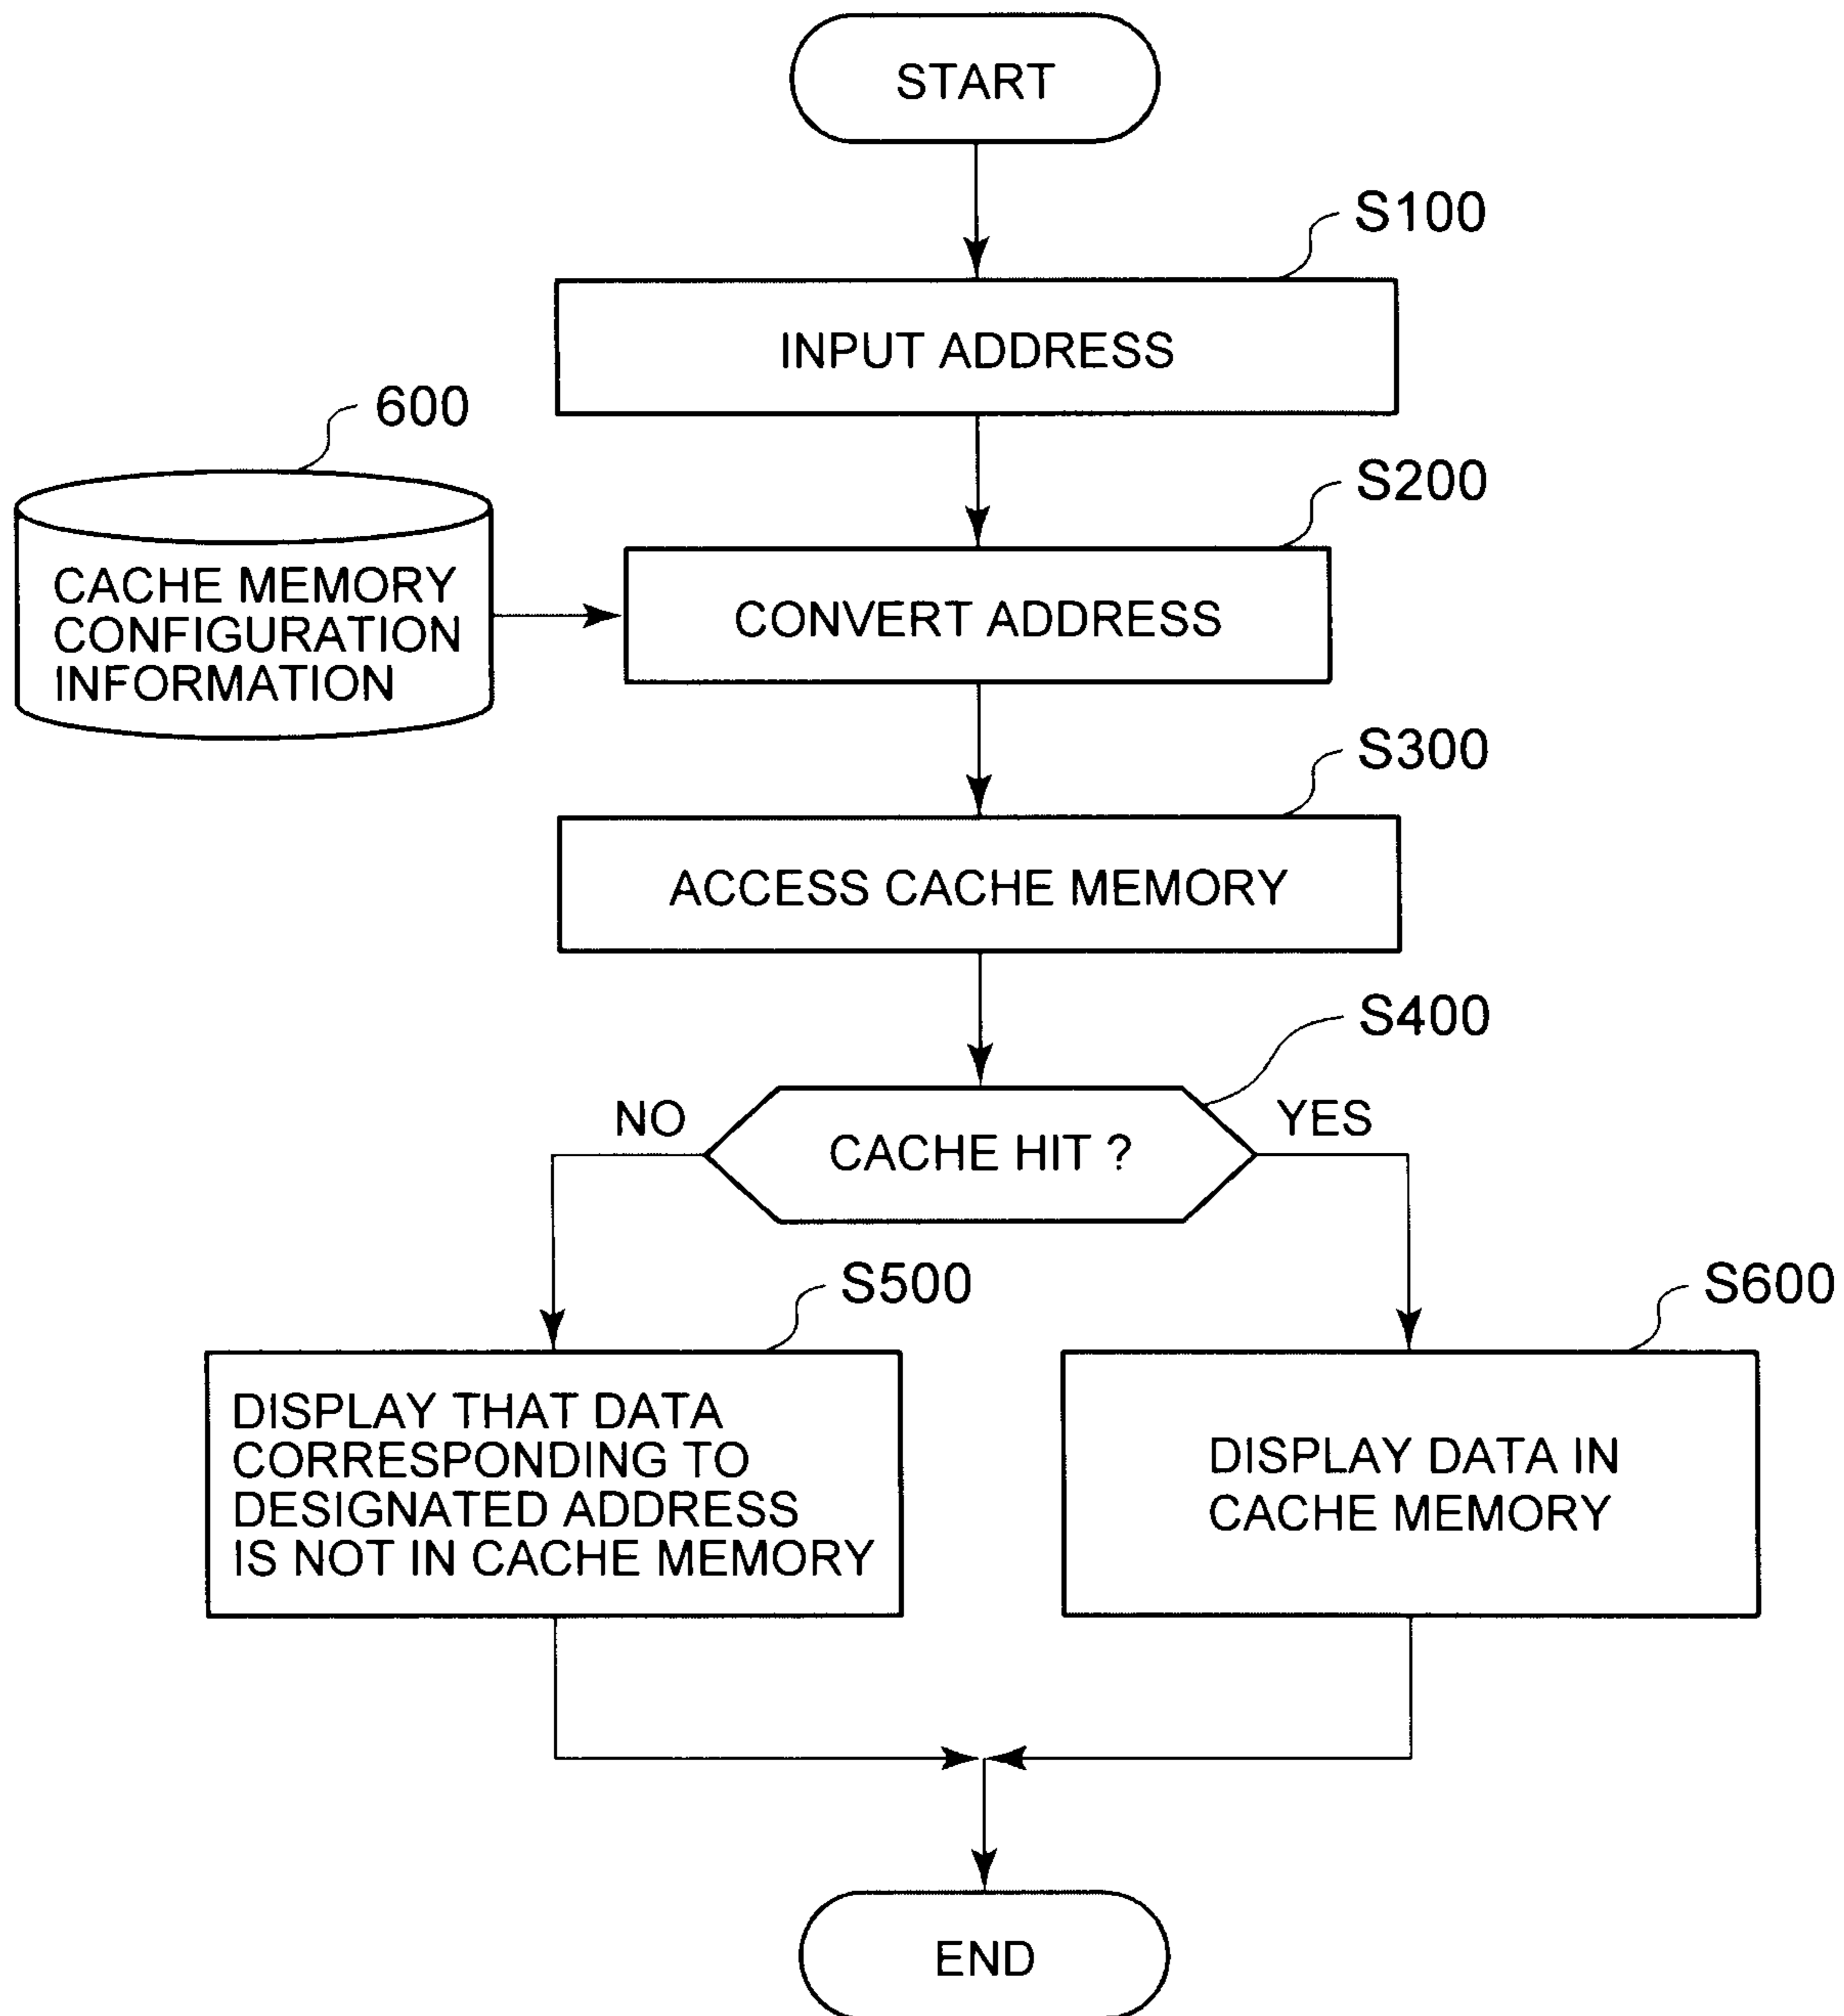 START
S100
INPUT ADDRESS
600
S200
CACHE MEMORY
CONFIGURATION
INFORMATION
CONVERT ADDRESS
S300
ACCESS CACHE MEMORY
S400
NO
YES
CACHE HIT ?
S500
S600
DISPLAY THAT DATA
CORRESPONDING TO
DESIGNATED ADDRESS
IS NOT IN CACHE MEMORY
DISPLAY DATA IN
CACHE MEMORY
END